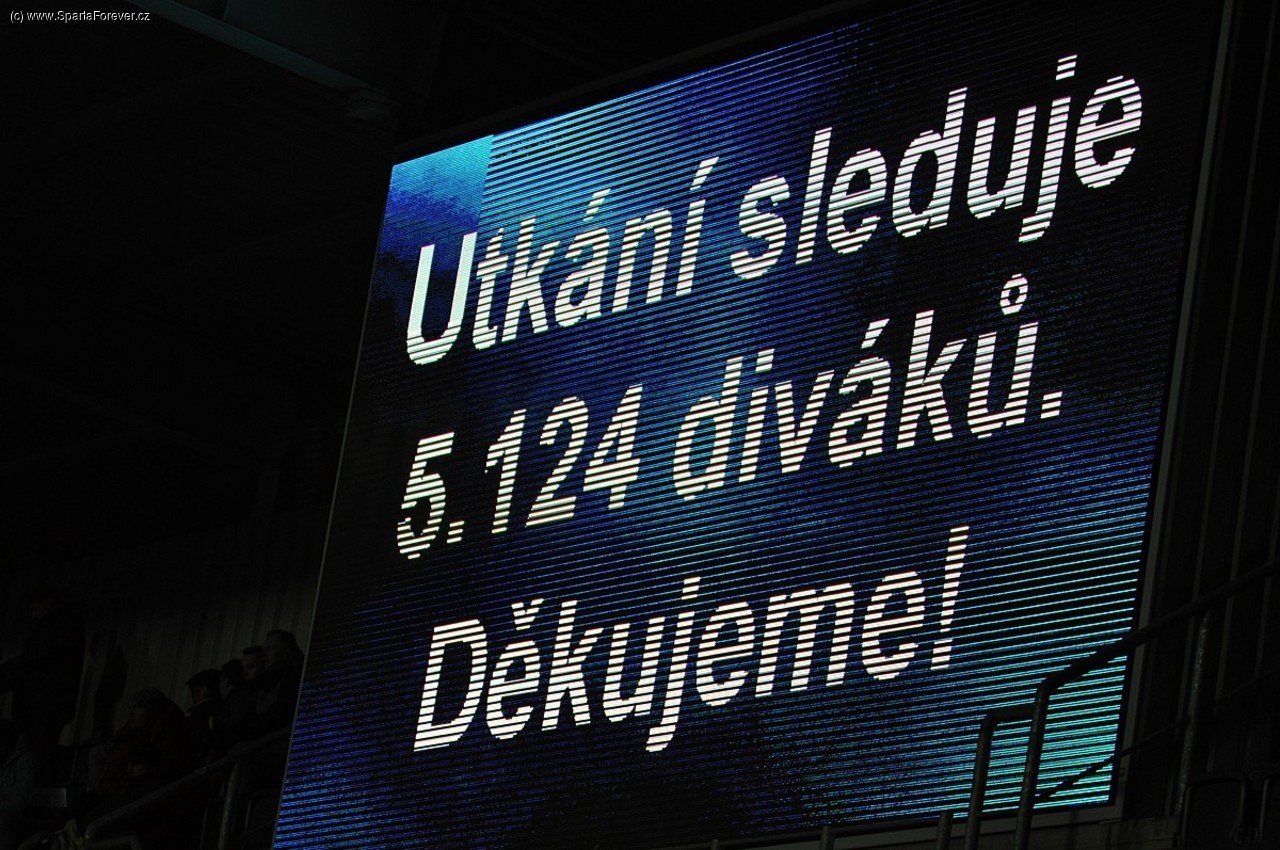 (c) www.SpartaForever.cz
Utkání sleduje
5.124 diváků.
Děkujeme!